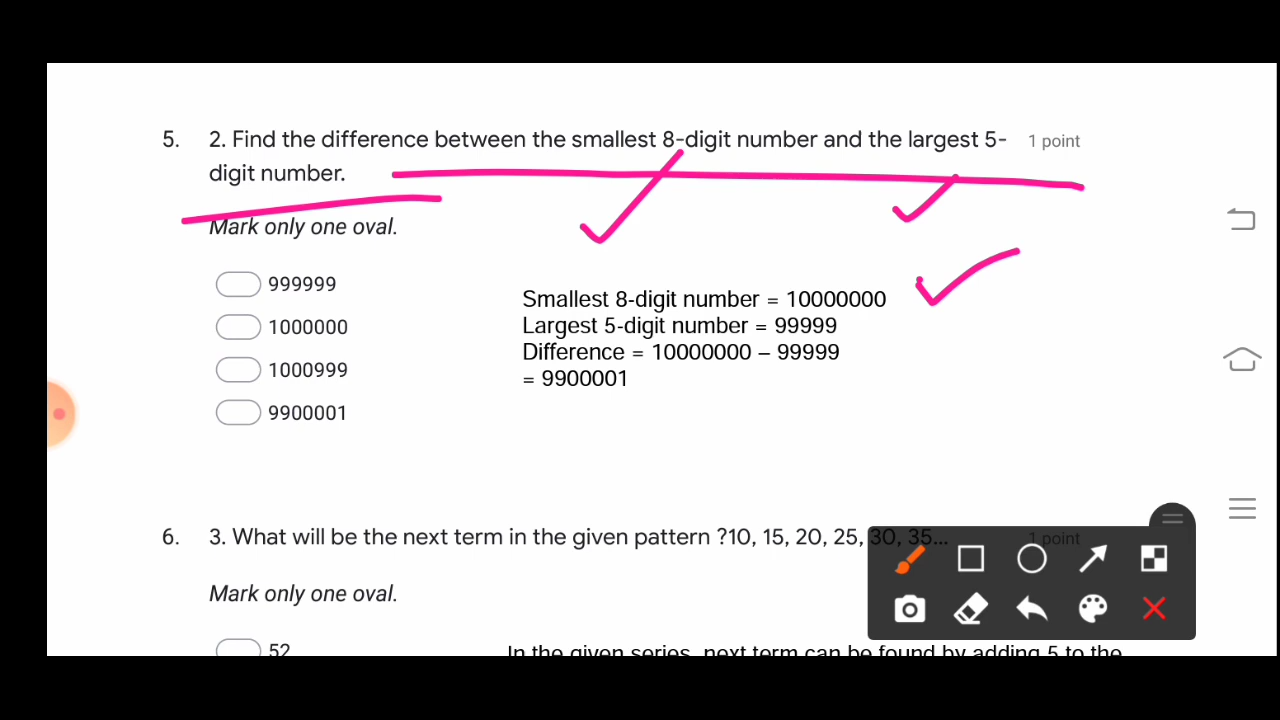 5. 2. Find the difference between the smallest 8-digit number and the largest 5- 1 point
digit number.
Mark only one oval.
999999
1000000
1000999
9900001
Smallest 8-digit number = 10000000
Largest 5-digit number = 99999
Difference = 10000000 – 99999
= 9900001
6. 3. What will be the next term in the given pattern ?10, 15, 20, 25, 30, 35... 1 point
Mark only one oval.
52
In the given series, next term can be found by adding 5 to the